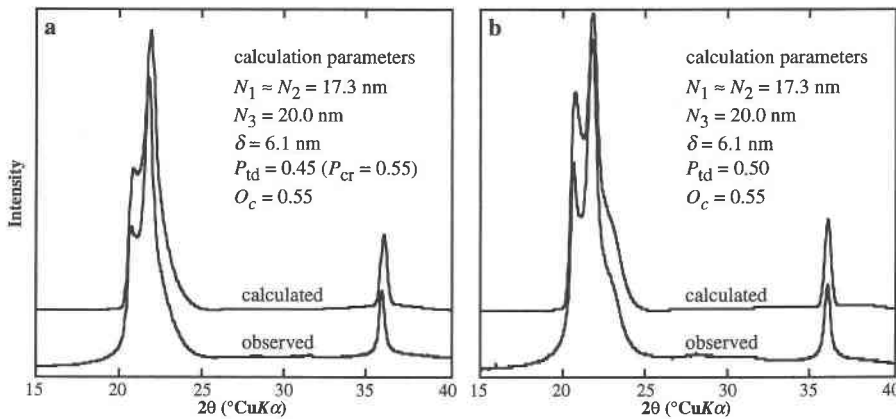 a
calculation parameters
N1 ≈ N2 = 17.3 nm
N3 = 20.0 nm
δ = 6.1 nm
Ptd = 0.45 (Pcr = 0.55)
Oc = 0.55
Intensity
calculated
observed
15 20 25 30 35 40
2θ (°CuKα)
b
calculation parameters
N1 ≈ N2 = 17.3 nm
N3 = 20.0 nm
δ = 6.1 nm
Ptd = 0.50
Oc = 0.55
calculated
observed
15 20 25 30 35 40
2θ (°CuKα)